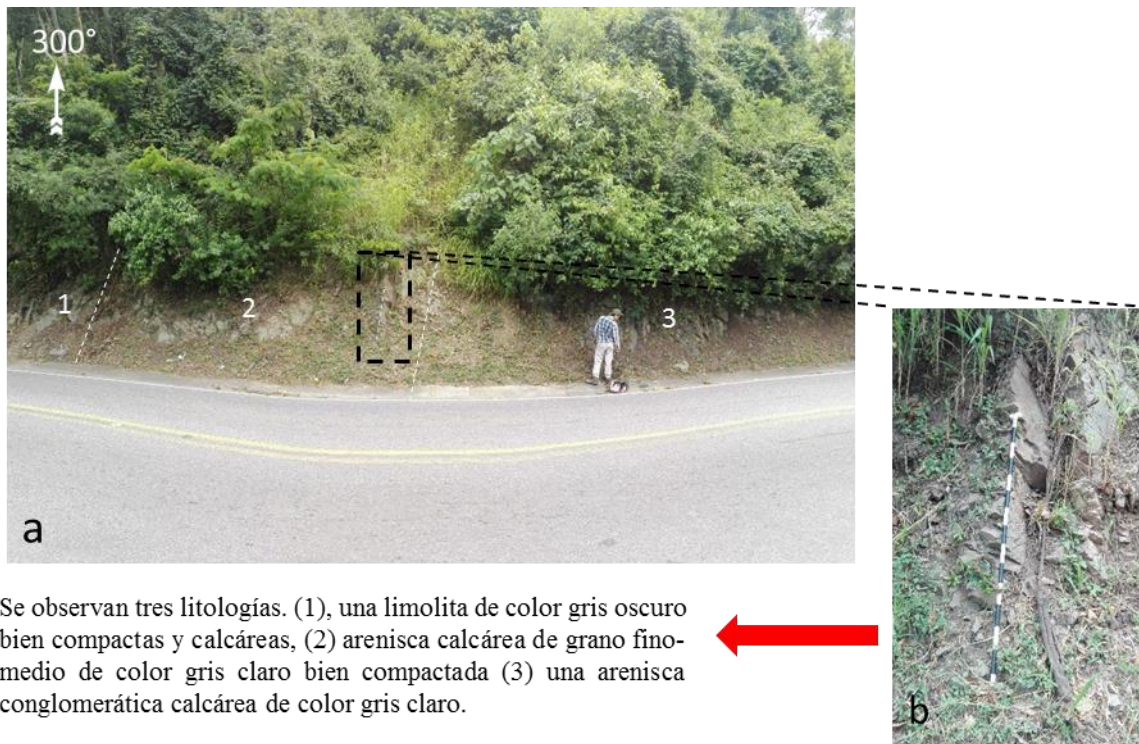 300°
1
2
3
a
b
Se observan tres litologías. (1), una limolita de color gris oscuro
bien compactas y calcáreas, (2) arenisca calcárea de grano fino-
medio de color gris claro bien compactada (3) una arenisca
conglomerática calcárea de color gris claro.